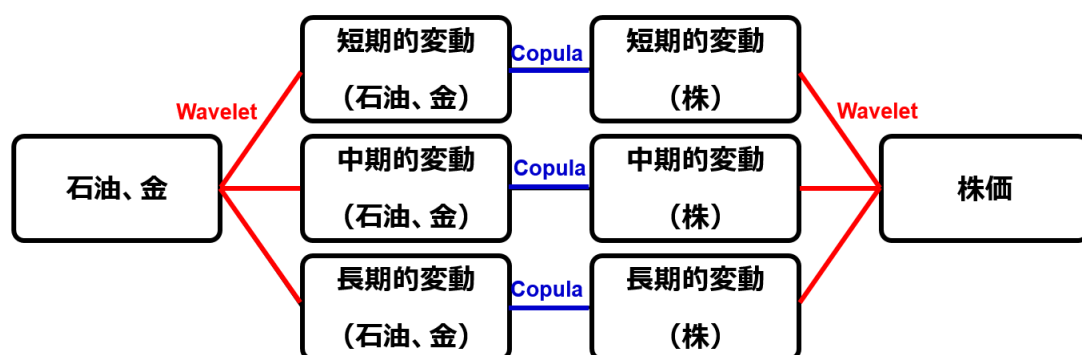 短期的変動
(石油、金)
Copula
短期的変動
(株)
Wavelet
Wavelet
石油、金
中期的変動
(石油、金)
Copula
中期的変動
(株)
株価
長期的変動
(石油、金)
Copula
長期的変動
(株)